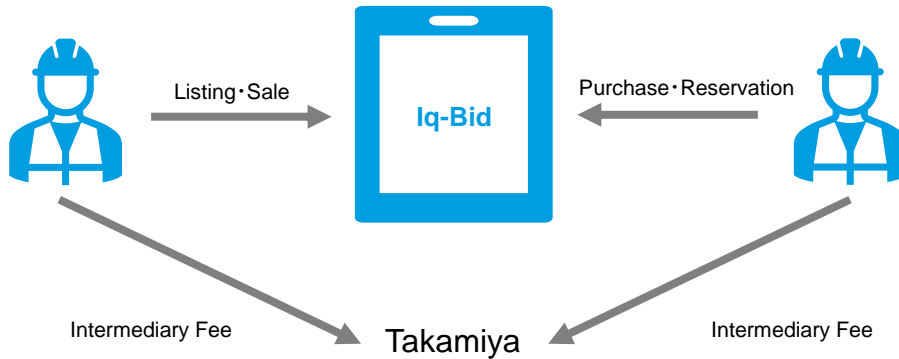 Listing・Sale
Purchase・Reservation
Iq-Bid
Intermediary Fee
Takamiya
Intermediary Fee